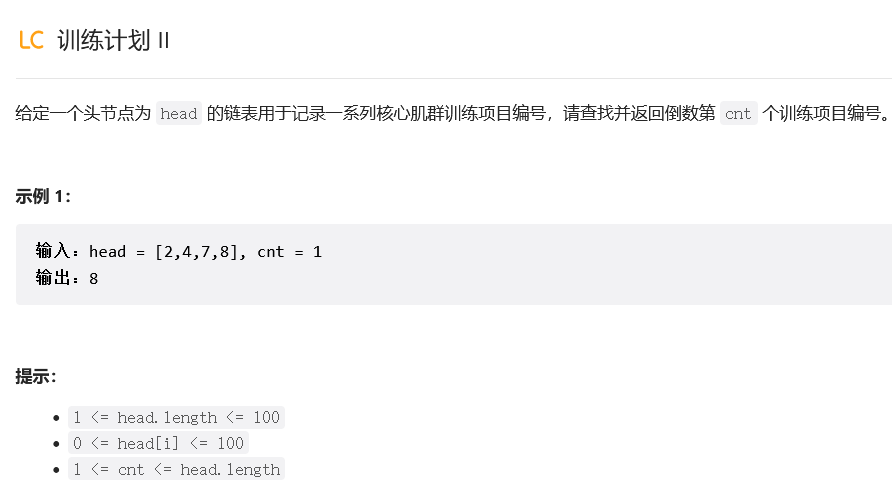 LC 训练计划 II
给定一个头节点为 head 的链表用于记录一系列核心肌群训练项目编号，请查找并返回倒数第 cnt 个训练项目编号。
示例 1：
输入：head = [2,4,7,8], cnt = 1
输出：8
提示：
• 1 <= head.length <= 100
• 0 <= head[i] <= 100
• 1 <= cnt <= head.length